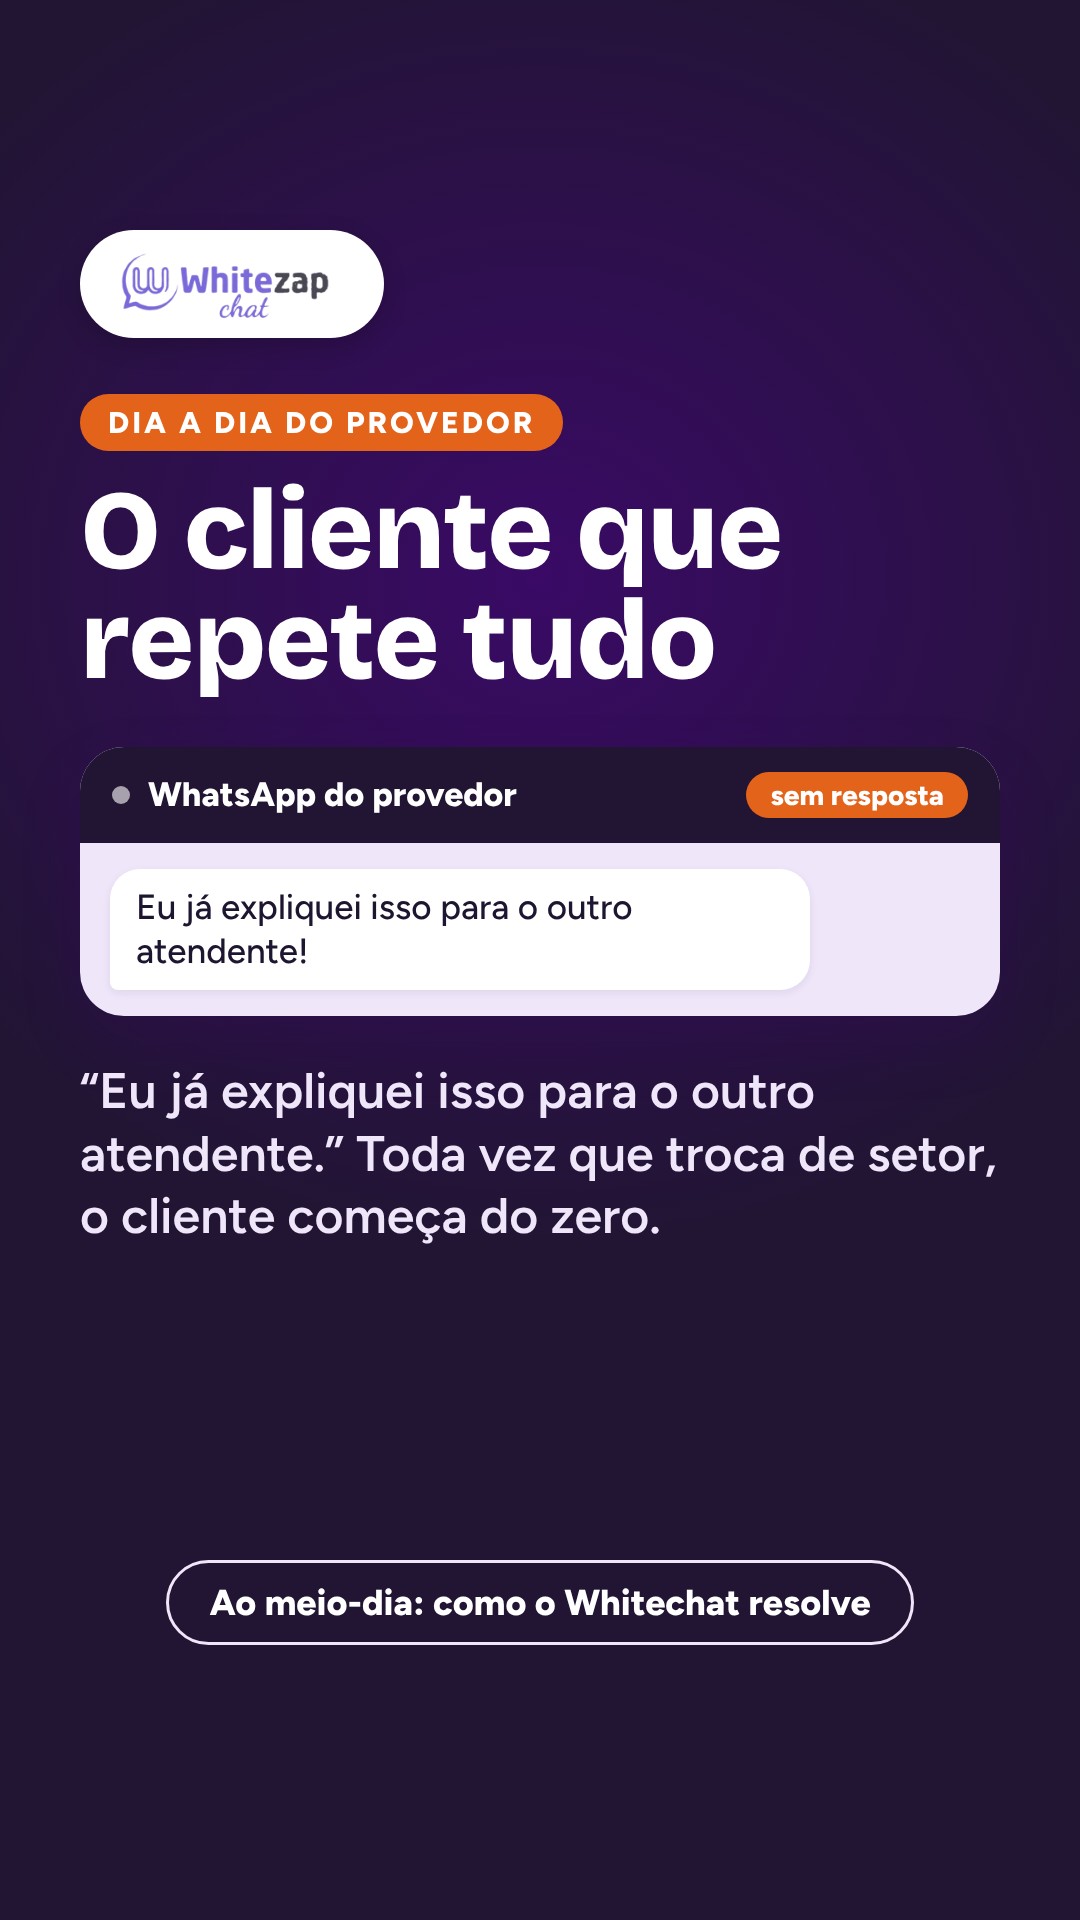 Whitezap
chat
DIA A DIA DO PROVEDOR
O cliente que
repete tudo
WhatsApp do provedor
sem resposta
Eu já expliquei isso para o outro
atendente!
“Eu já expliquei isso para o outro
atendente.” Toda vez que troca de setor,
o cliente começa do zero.
Ao meio-dia: como o Whitechat resolve